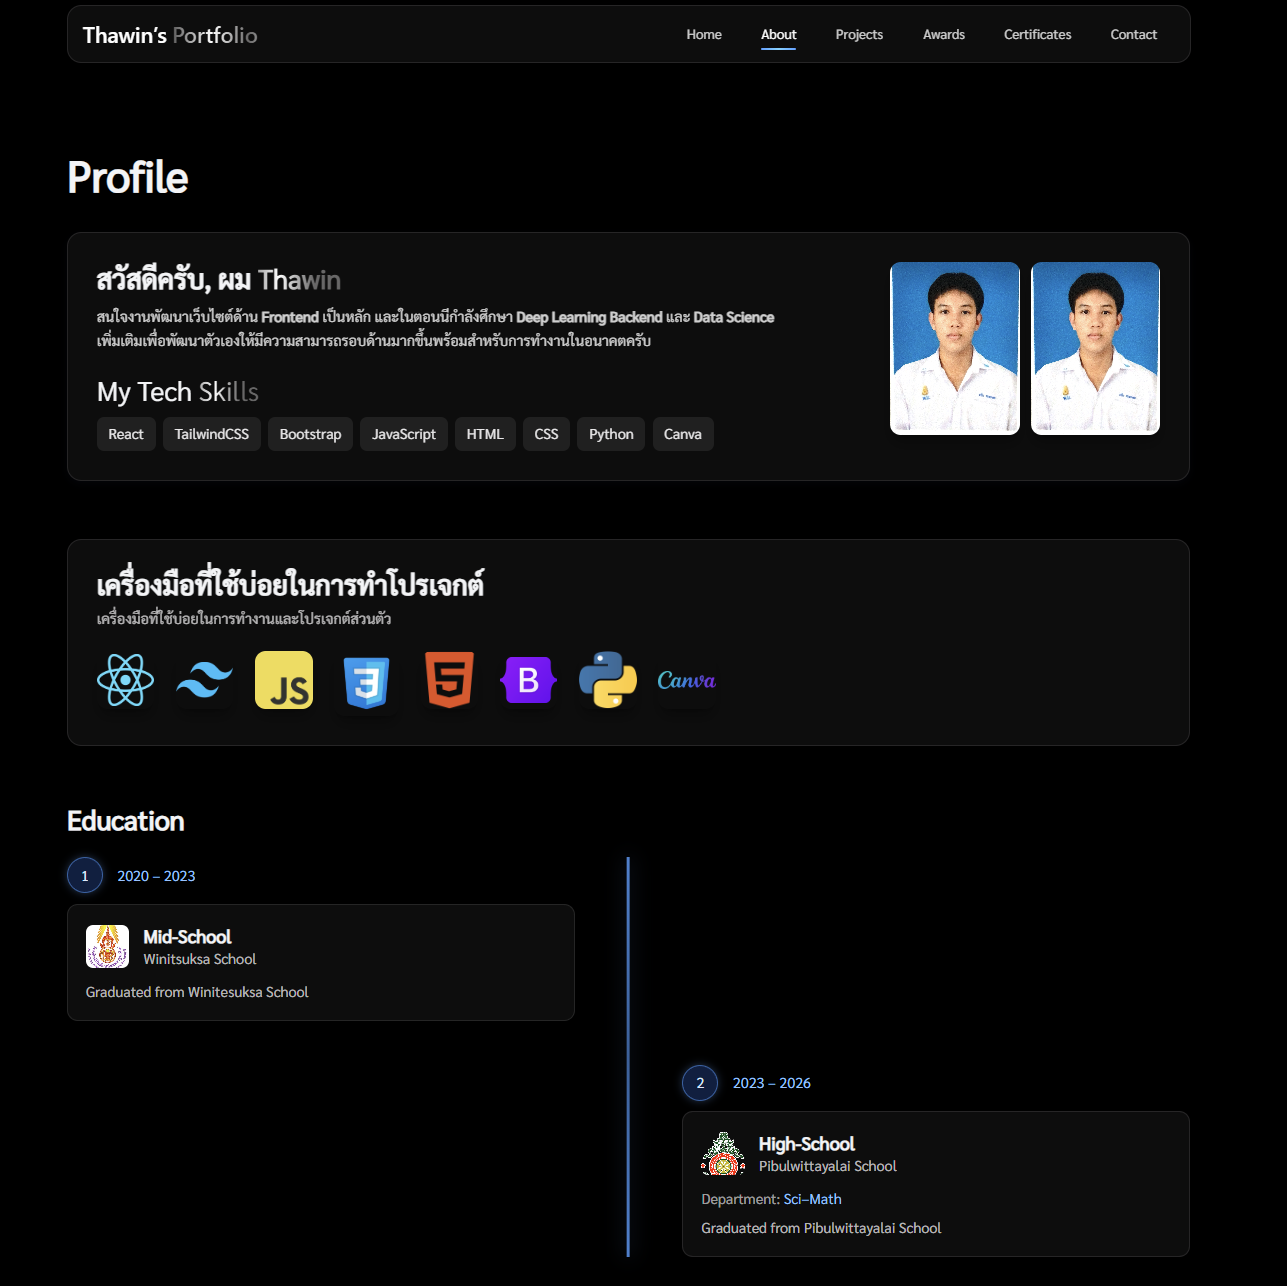 Thawin's Portfolio
Home About Projects Awards Certificates Contact
Profile
สวัสดีครับ, ผม Thawin
สนใจงานพัฒนาเว็บไซต์ด้าน Frontend เป็นหลัก และในตอนนี้กำลังศึกษา Deep Learning Backend และ Data Science
เพิ่มเติมเพื่อพัฒนาตัวเองให้มีความสามารถรอบด้านมากขึ้นพร้อมสำหรับการทำงานในอนาคตครับ
My Tech Skills
React TailwindCSS Bootstrap JavaScript HTML CSS Python Canva
เครื่องมือที่ใช้บ่อยในการทำโปรเจกต์
เครื่องมือที่ใช้บ่อยในการทำงานและโปรเจกต์ส่วนตัว
JS 3 5 B Canva
Education
1 2020 – 2023
Mid-School
Winitsuksa School
Graduated from Winitesuksa School
2 2023 – 2026
High-School
Pibulwittayalai School
Department: Sci–Math
Graduated from Pibulwittayalai School